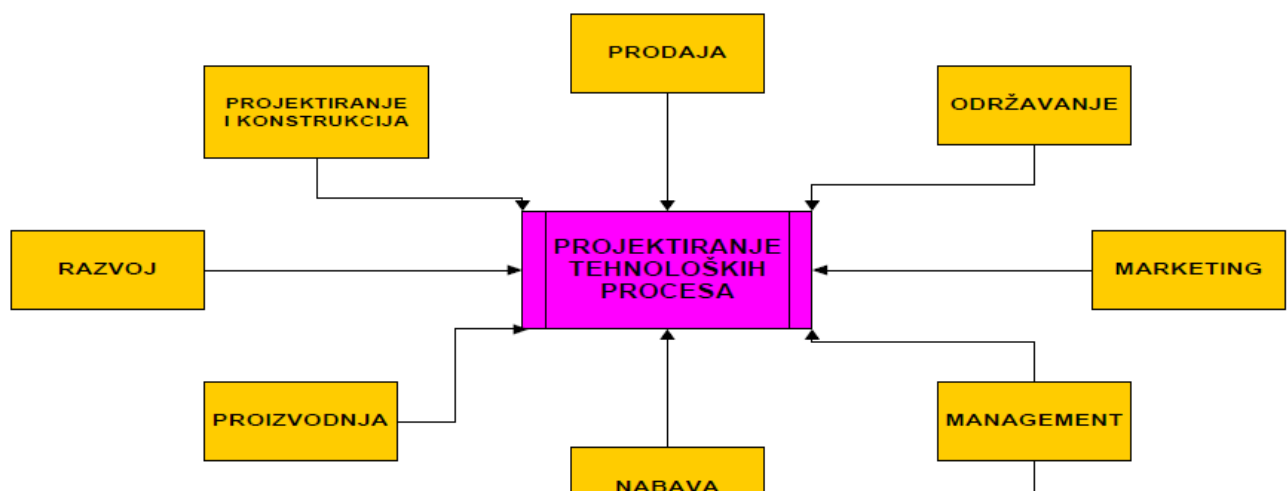 PRODAJA
PROJEKTIRANJE
I KONSTRUKCIJA
ODRŽAVANJE
PROJEKTIRANJE
TEHNOLOŠKIH
PROCESA
RAZVOJ
MARKETING
PROIZVODNJA
MANAGEMENT
NABAVA